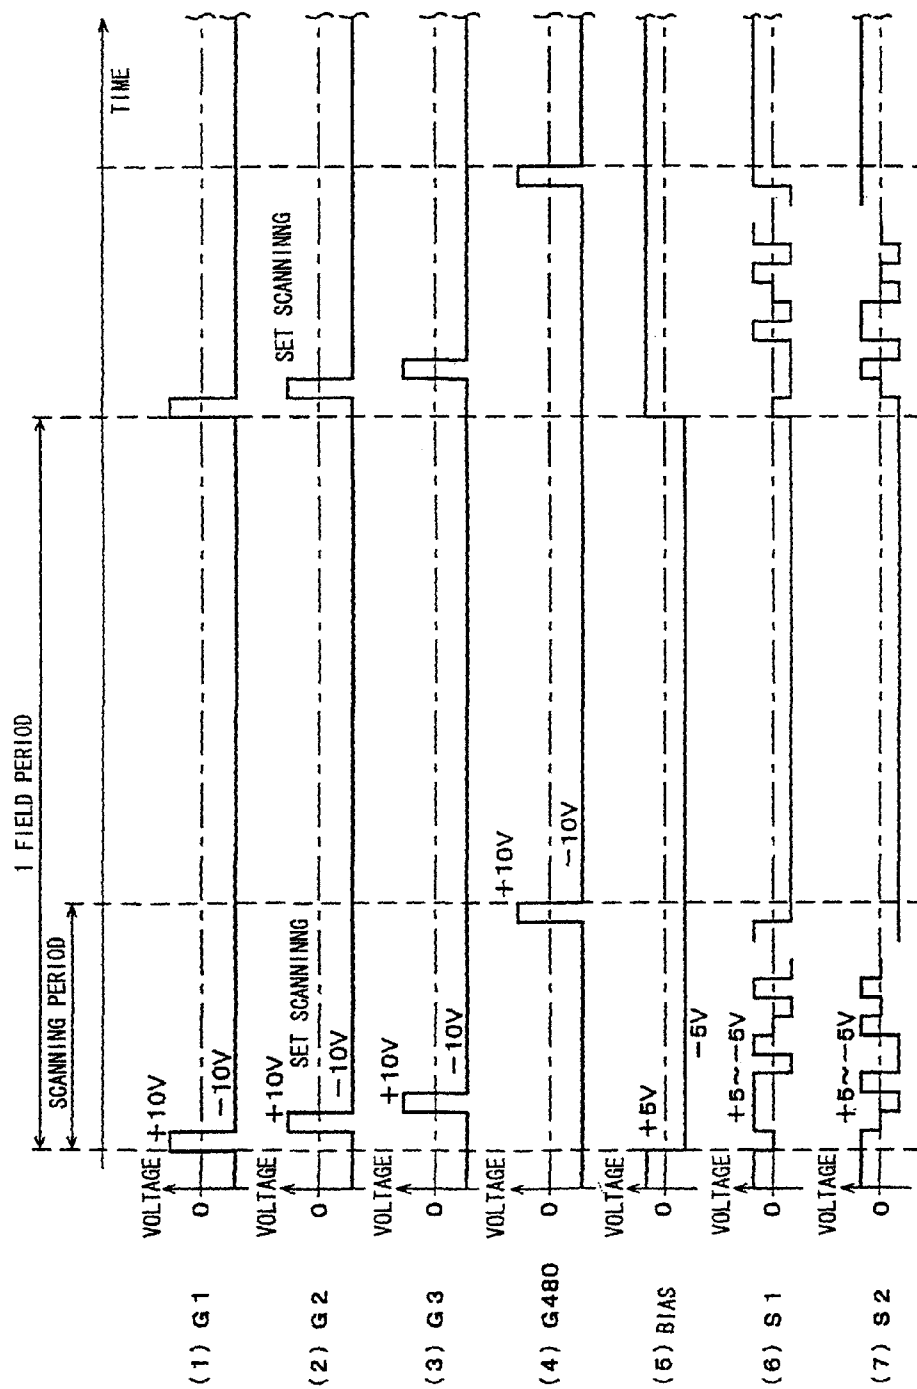 1 FIELD PERIOD
SCANNING PERIOD
TIME
(1) G1
VOLTAGE
0
+10V
-10V
(2) G2
VOLTAGE
0
+10V
-10V
SET SCANNINNG
SET SCANNINNG
(3) G3
VOLTAGE
0
+10V
-10V
(4) G480
VOLTAGE
0
+10V
-10V
(5) BIAS
VOLTAGE
0
+5V
-5V
(6) S1
VOLTAGE
0
+5~-5V
(7) S2
VOLTAGE
0
+5~-5V